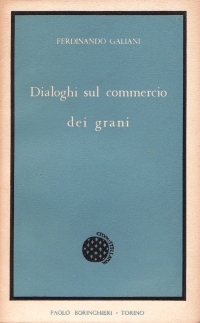 FERDINANDO GALIANI
Dialoghi sul commercio
dei grani
PAOLO BORINGHIERI - TORINO